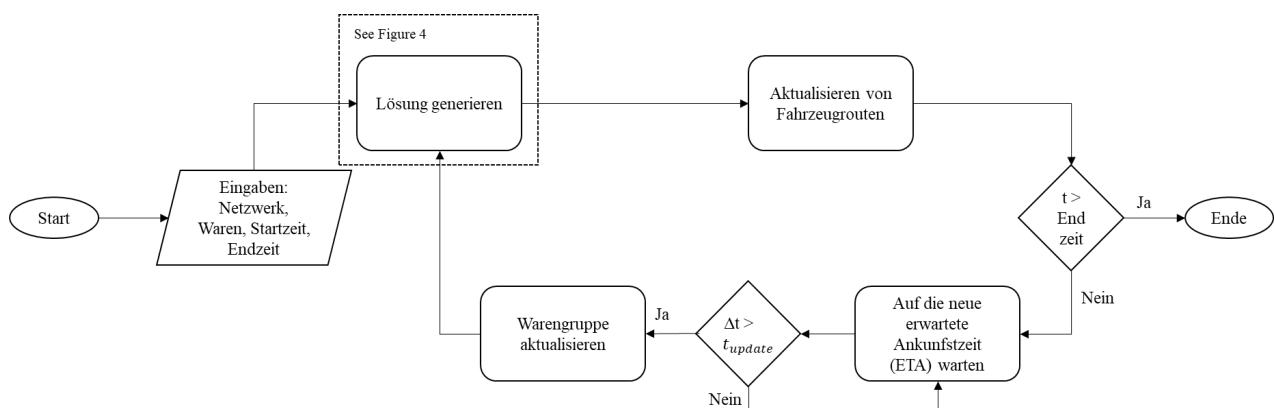 See Figure 4
Lösung generieren
Aktualisieren von
Fahrzeugrouten
Start
Eingaben:
Netzwerk,
Waren, Startzeit,
Endzeit
t >
End
zeit
Ja
Ende
Nein
Auf die neue
erwartete
Ankunfstzeit
(ETA) warten
Δt >
t_update
Ja
Warengruppe
aktualisieren
Nein